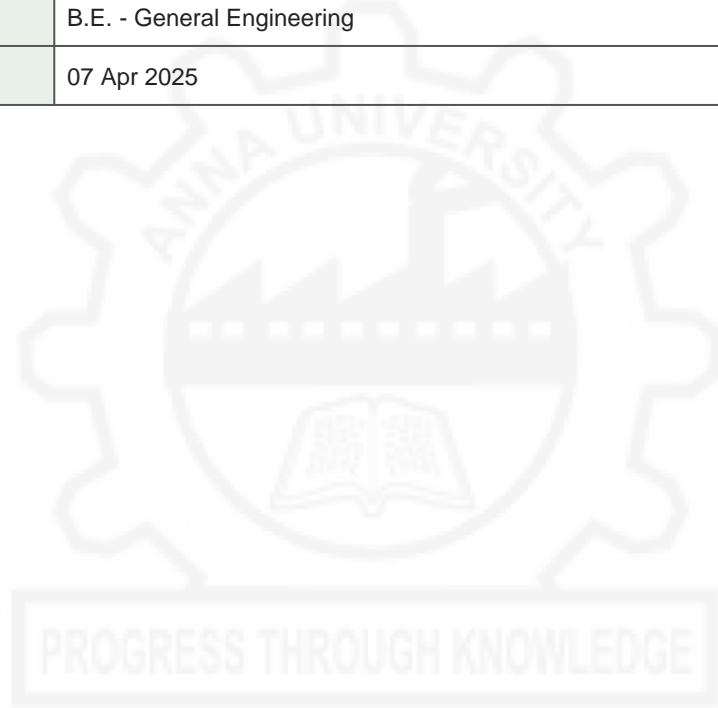 B.E. - General Engineering
07 Apr 2025
ANNA UNIVERSITY
PROGRESS THROUGH KNOWLEDGE